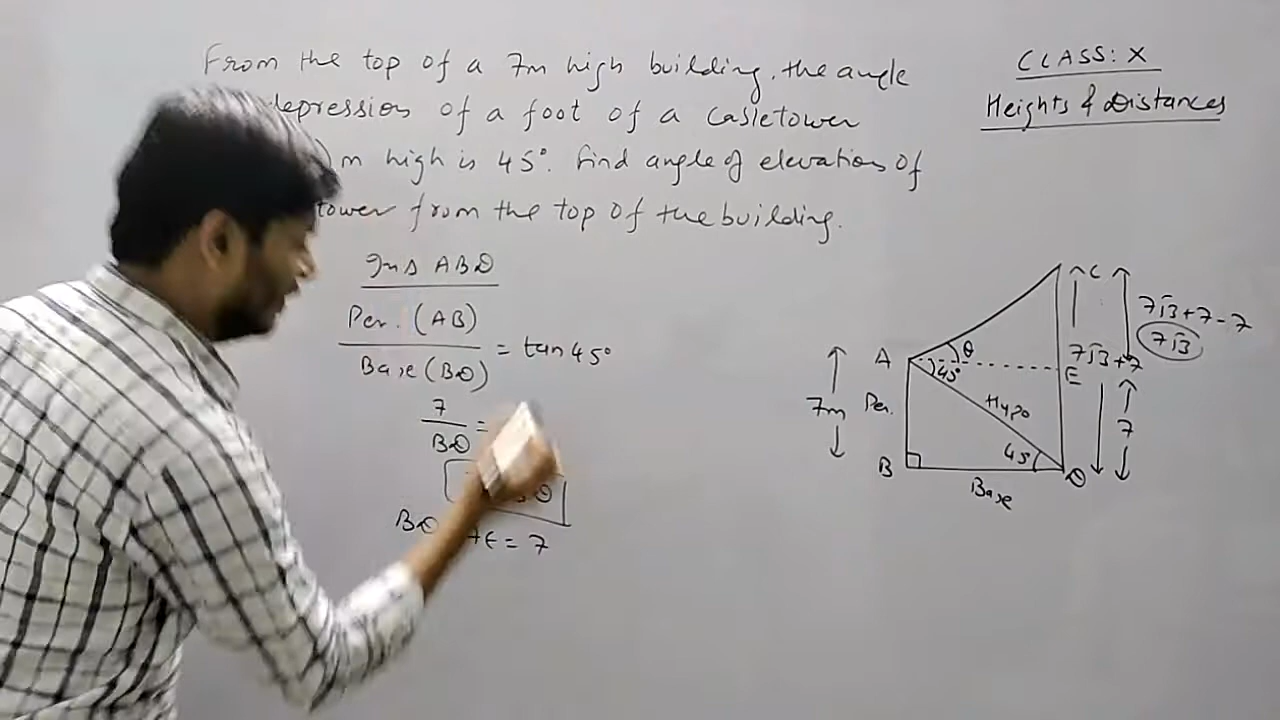 From the top of a 7m high building, the angle
depression of a foot of a casletower
) m high is 45°. find angle of elevation of
tower from the top of the building.
CLASS: X
Heights & Distances
In Δ ABD
Per. (AB)
Base (BD)
= tan 45°
7
BD
=
BD
= 7
A
B
C
D
E
θ
45°
45
7m
Per.
Hypo
Base
7√3+7
7
7√3+7-7
7√3